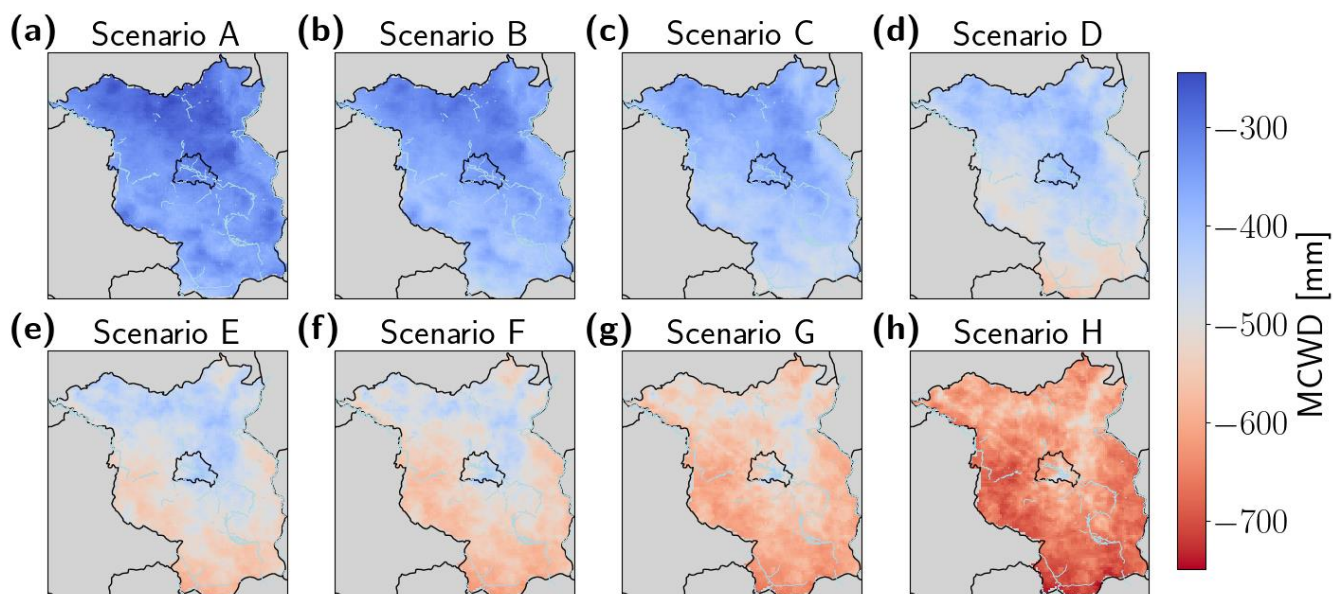 (a) Scenario A
(b) Scenario B
(c) Scenario C
(d) Scenario D
(e) Scenario E
(f) Scenario F
(g) Scenario G
(h) Scenario H
−300
−400
−500
−600
−700
MCWD [mm]